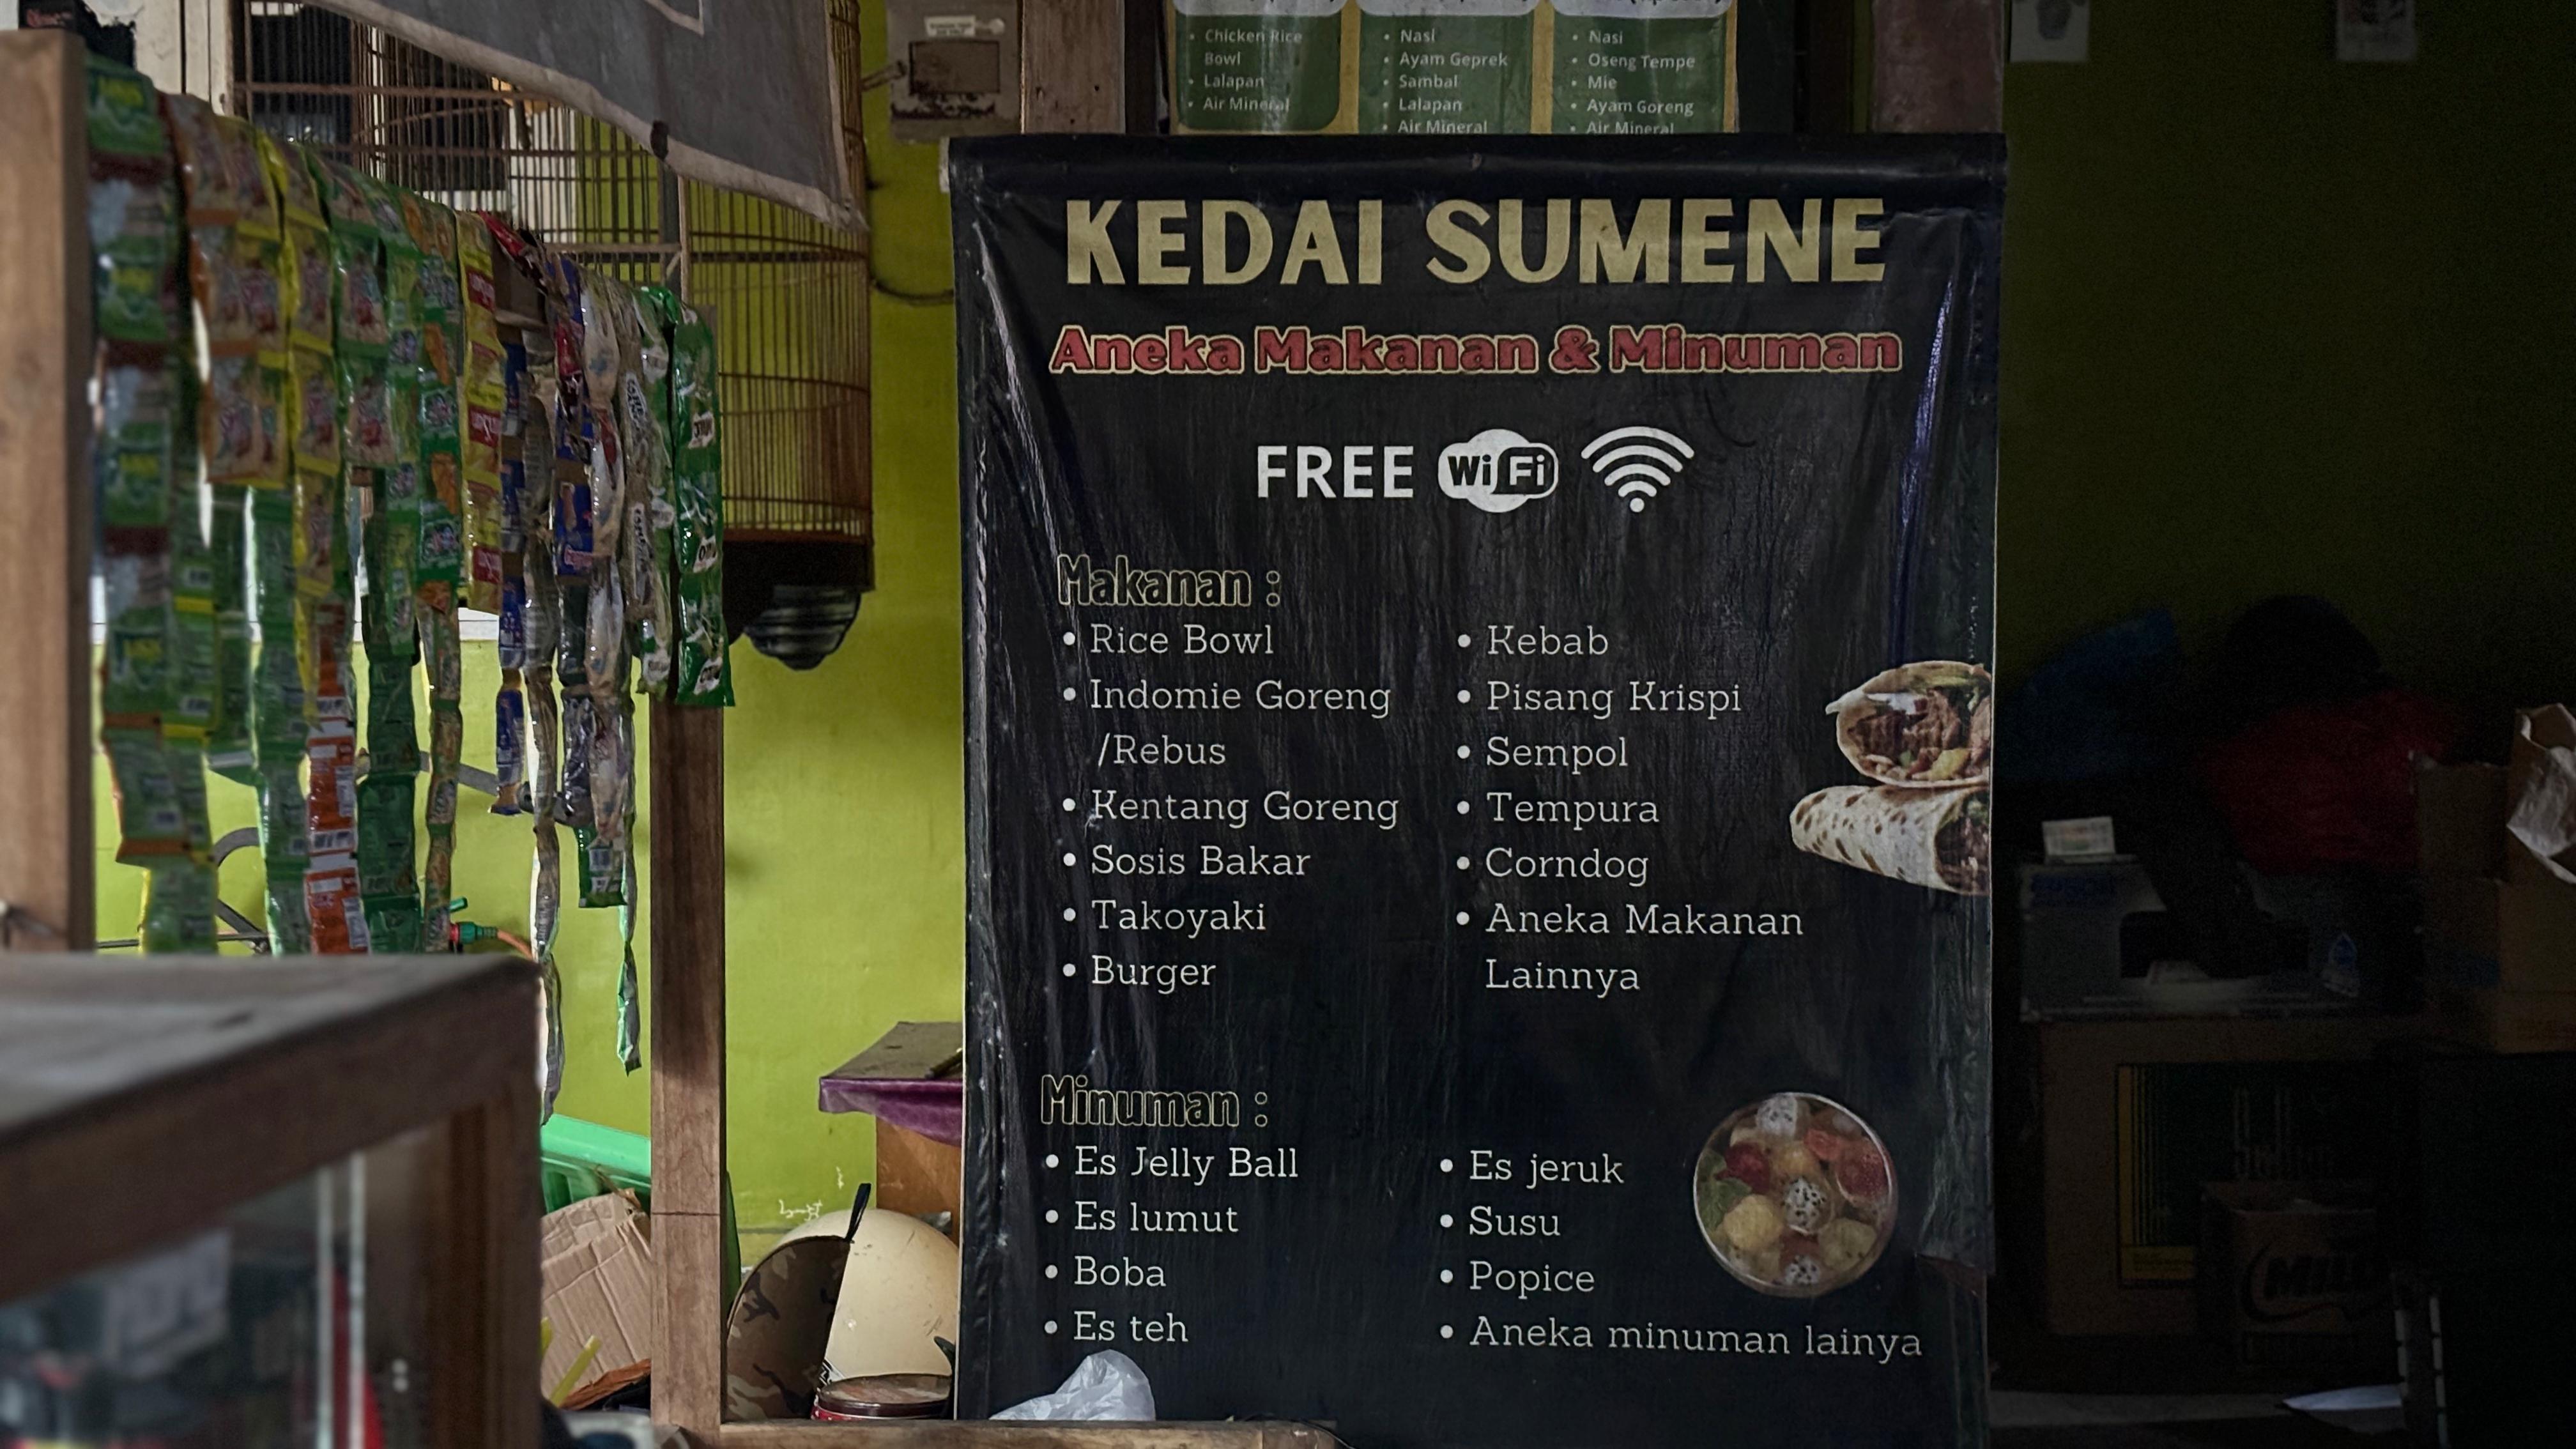 Chicken Rice
Bowl
Lalapan
Air Mineral
Nasi
Ayam Geprek
Sambal
Lalapan
Air Mineral
Nasi
Oseng Tempe
Mie
Ayam Goreng
Air Mineral
KEDAI SUMENE
Aneka Makanan & Minuman
FREE Wi Fi
Makanan :
• Rice Bowl
• Indomie Goreng
/Rebus
• Kentang Goreng
• Sosis Bakar
• Takoyaki
• Burger
• Kebab
• Pisang Krispi
• Sempol
• Tempura
• Corndog
• Aneka Makanan
Lainnya
Minuman :
• Es Jelly Ball
• Es lumut
• Boba
• Es teh
• Es jeruk
• Susu
• Popice
• Aneka minuman lainya